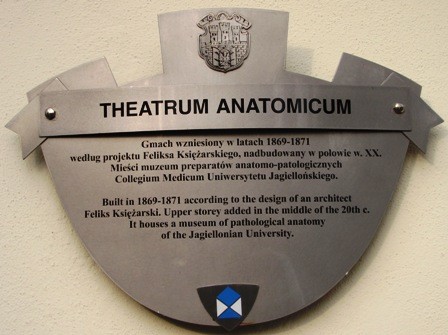 THEATRUM ANATOMICUM
Gmach wzniesiony w latach 1869-1871
według projektu Feliksa Księżarskiego, nadbudowany w połowie w. XX.
Mieści muzeum preparatów anatomo-patologicznych
Collegium Medicum Uniwersytetu Jagiellońskiego.
Built in 1869-1871 according to the design of an architect
Feliks Księżarski. Upper storey added in the middle of the 20th c.
It houses a museum of pathological anatomy
of the Jagiellonian University.